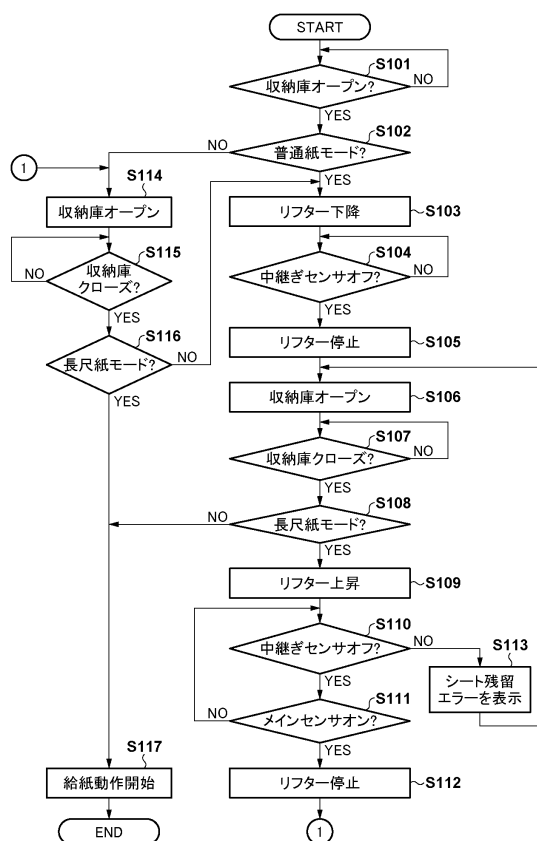 START
S101
収納庫オープン?
NO
YES
S102
NO
普通紙モード?
YES
1
S114
収納庫オープン
リフター下降
S103
S115
収納庫
クローズ?
NO
YES
S104
中継ぎセンサオフ?
NO
YES
S116
長尺紙モード?
NO
YES
リフター停止
S105
収納庫オープン
S106
S107
収納庫クローズ?
NO
YES
S108
NO
長尺紙モード?
YES
リフター上昇
S109
S110
中継ぎセンサオフ?
NO
YES
S113
シート残留
エラーを表示
S111
NO
メインセンサオン?
YES
S117
給紙動作開始
リフター停止
S112
END
1